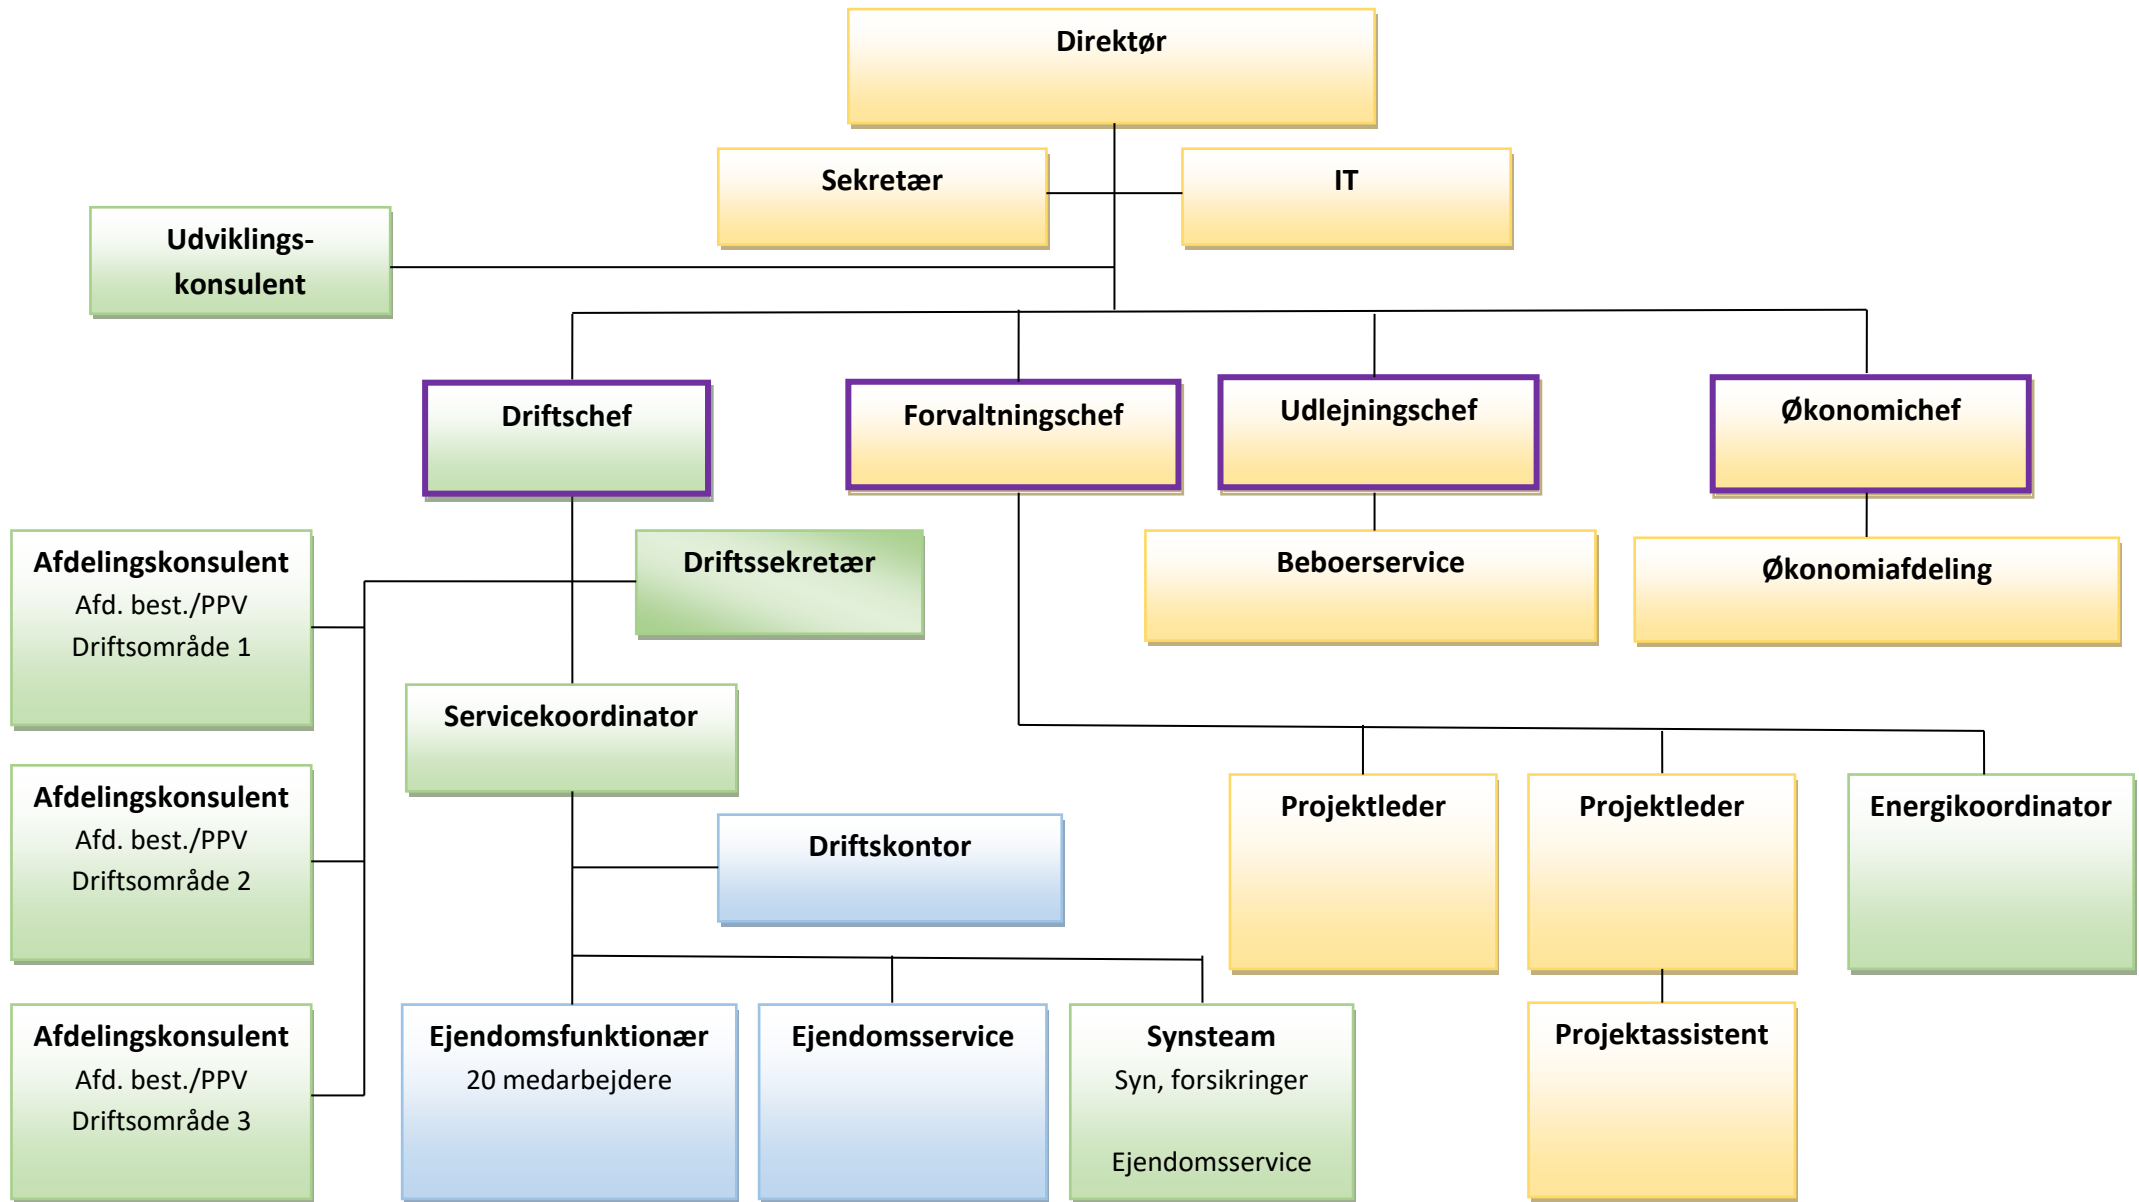 Direktør
Sekretær
IT
Udviklings-
konsulent
Driftschef
Forvaltningschef
Udlejningschef
Økonomichef
Afdelingskonsulent
Afd. best./PPV
Driftsområde 1
Driftssekretær
Beboerservice
Økonomiafdeling
Servicekoordinator
Afdelingskonsulent
Afd. best./PPV
Driftsområde 2
Driftskontor
Projektleder
Projektleder
Energikoordinator
Afdelingskonsulent
Afd. best./PPV
Driftsområde 3
Ejendomsfunktionær
20 medarbejdere
Ejendomsservice
Synsteam
Syn, forsikringer
Ejendomsservice
Projektassistent